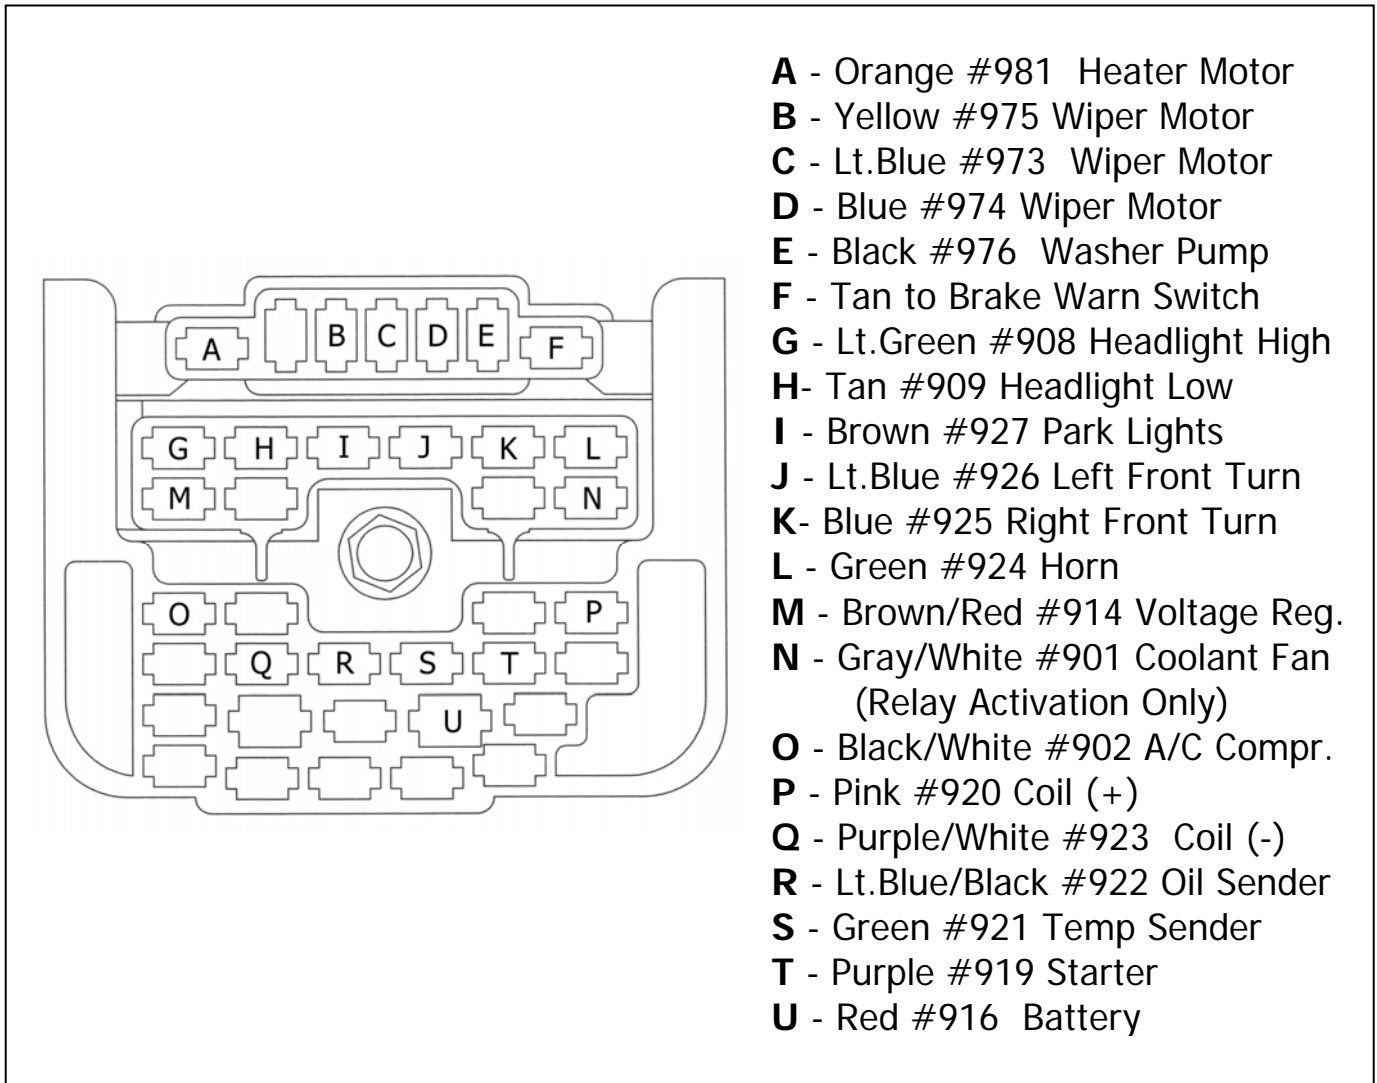 A - Orange #981 Heater Motor
B - Yellow #975 Wiper Motor
C - Lt.Blue #973 Wiper Motor
D - Blue #974 Wiper Motor
E - Black #976 Washer Pump
F - Tan to Brake Warn Switch
G - Lt.Green #908 Headlight High
H- Tan #909 Headlight Low
I - Brown #927 Park Lights
J - Lt.Blue #926 Left Front Turn
K- Blue #925 Right Front Turn
L - Green #924 Horn
M - Brown/Red #914 Voltage Reg.
N - Gray/White #901 Coolant Fan
(Relay Activation Only)
O - Black/White #902 A/C Compr.
P - Pink #920 Coil (+)
Q - Purple/White #923 Coil (-)
R - Lt.Blue/Black #922 Oil Sender
S - Green #921 Temp Sender
T - Purple #919 Starter
U - Red #916 Battery
A B C D E F
G H I J K L
M N
O P
Q R S T
U